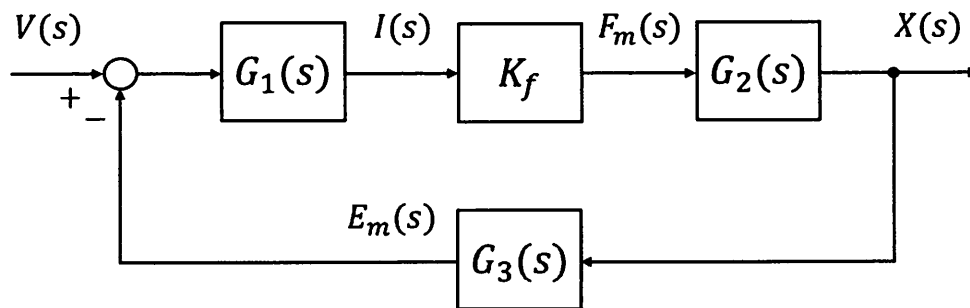 V(s)
I(s)
F_m(s)
X(s)
G_1(s)
K_f
G_2(s)
+
−
E_m(s)
G_3(s)